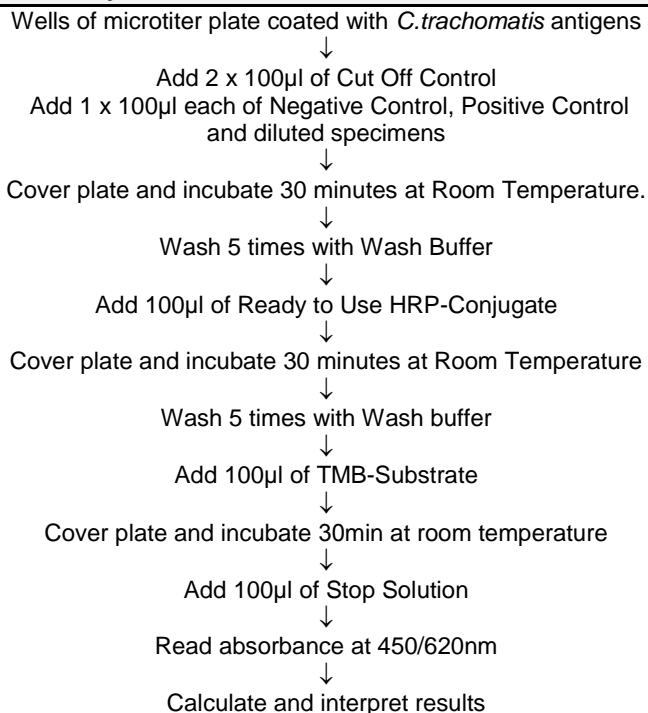 Wells of microtiter plate coated with C.trachomatis antigens
↓
Add 2 x 100µl of Cut Off Control
Add 1 x 100µl each of Negative Control, Positive Control
and diluted specimens
↓
Cover plate and incubate 30 minutes at Room Temperature.
↓
Wash 5 times with Wash Buffer
↓
Add 100µl of Ready to Use HRP-Conjugate
↓
Cover plate and incubate 30 minutes at Room Temperature
↓
Wash 5 times with Wash buffer
↓
Add 100µl of TMB-Substrate
↓
Cover plate and incubate 30min at room temperature
↓
Add 100µl of Stop Solution
↓
Read absorbance at 450/620nm
↓
Calculate and interpret results